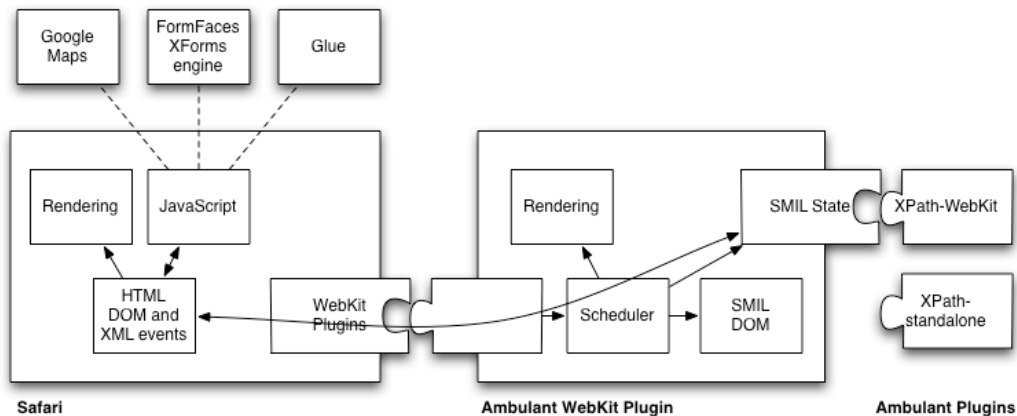 Google
Maps
FormFaces
XForms
engine
Glue
Rendering
JavaScript
HTML
DOM and
XML events
WebKit
Plugins
Rendering
Scheduler
SMIL
DOM
SMIL State
XPath-WebKit
XPath-
standalone
Safari
Ambulant WebKit Plugin
Ambulant Plugins